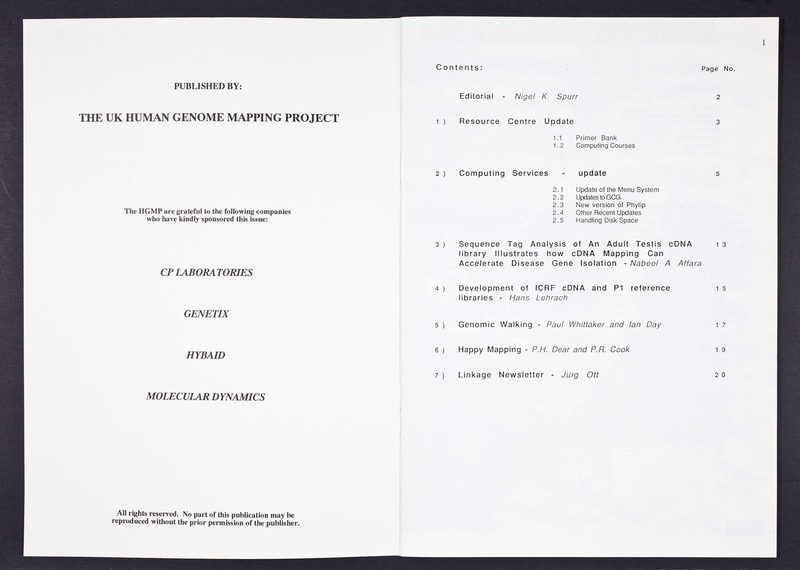 PUBLISHED BY:
THE UK HUMAN GENOME MAPPING PROJECT
The HGMP are grateful to the following companies
who have kindly sponsored this issue:
CP LABORATORIES
GENETIX
HYBAID
MOLECULAR DYNAMICS
All rights reserved. No part of this publication may be
reproduced without the prior permission of the publisher.
1
Contents: Page No.
Editorial - Nigel K. Spurr 2
1) Resource Centre Update 3
1.1 Primer Bank
1.2 Computing Courses
2) Computing Services - update 5
2.1 Update of the Menu System
2.2 Updates to GCG
2.3 New version of Phylip
2.4 Other Recent Updates
2.5 Handling Disk Space
3) Sequence Tag Analysis of An Adult Testis cDNA 13
library Illustrates how cDNA Mapping Can
Accelerate Disease Gene Isolation - Nabeel A Affara
4) Development of ICRF cDNA and P1 reference 15
libraries - Hans Lehrach
5) Genomic Walking - Paul Whittaker and Ian Day 17
6) Happy Mapping - P.H. Dear and P.R. Cook 19
7) Linkage Newsletter - Jurg Ott 20